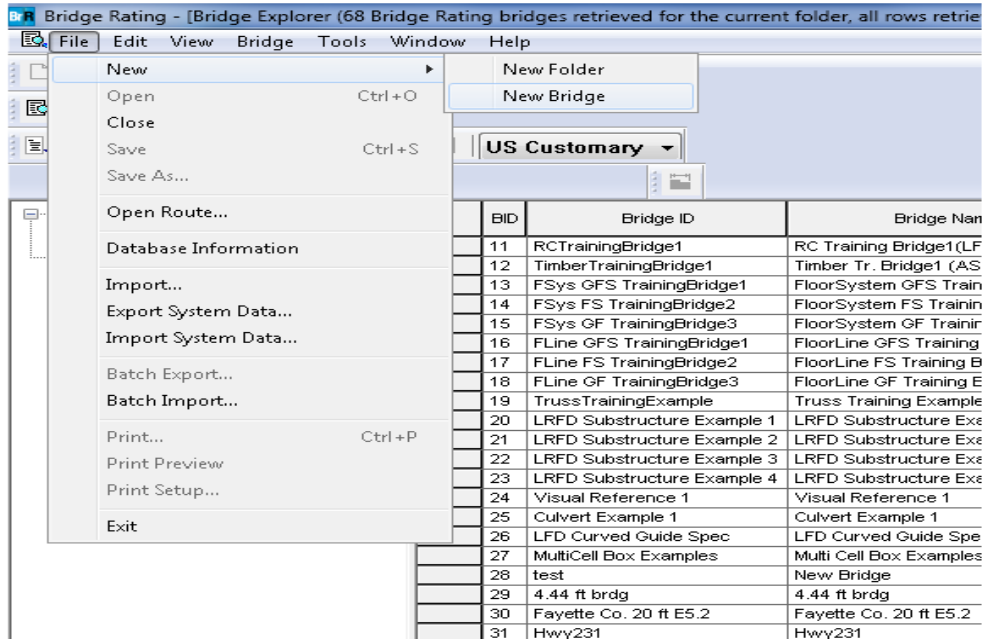 BrR Bridge Rating - [Bridge Explorer (68 Bridge Rating bridges retrieved for the current folder, all rows retrie
File Edit View Bridge Tools Window Help
New
New Folder
Open Ctrl+O
New Bridge
Close
Save Ctrl+S
US Customary
Save As...
Open Route...
Database Information
Import...
Export System Data...
Import System Data...
Batch Export...
Batch Import...
Print... Ctrl+P
Print Preview
Print Setup...
Exit
BID Bridge ID Bridge Nam
11 RCTrainingBridge1 RC Training Bridge1(LF
12 TimberTrainingBridge1 Timber Tr. Bridge1 (AS
13 FSys GFS TrainingBridge1 FloorSystem GFS Train
14 FSys FS TrainingBridge2 FloorSystem FS Trainin
15 FSys GF TrainingBridge3 FloorSystem GF Trainin
16 FLine GFS TrainingBridge1 FloorLine GFS Training
17 FLine FS TrainingBridge2 FloorLine FS Training B
18 FLine GF TrainingBridge3 FloorLine GF Training E
19 TrussTrainingExample Truss Training Example
20 LRFD Substructure Example 1 LRFD Substructure Exa
21 LRFD Substructure Example 2 LRFD Substructure Exa
22 LRFD Substructure Example 3 LRFD Substructure Exa
23 LRFD Substructure Example 4 LRFD Substructure Exa
24 Visual Reference 1 Visual Reference 1
25 Culvert Example 1 Culvert Example 1
26 LFD Curved Guide Spec LFD Curved Guide Spe
27 MultiCell Box Examples Multi Cell Box Examples
28 test New Bridge
29 4.44 ft brdg 4.44 ft brdg
30 Fayette Co. 20 ft E5.2 Fayette Co. 20 ft E5.2
31 Hwy231 Hwy231